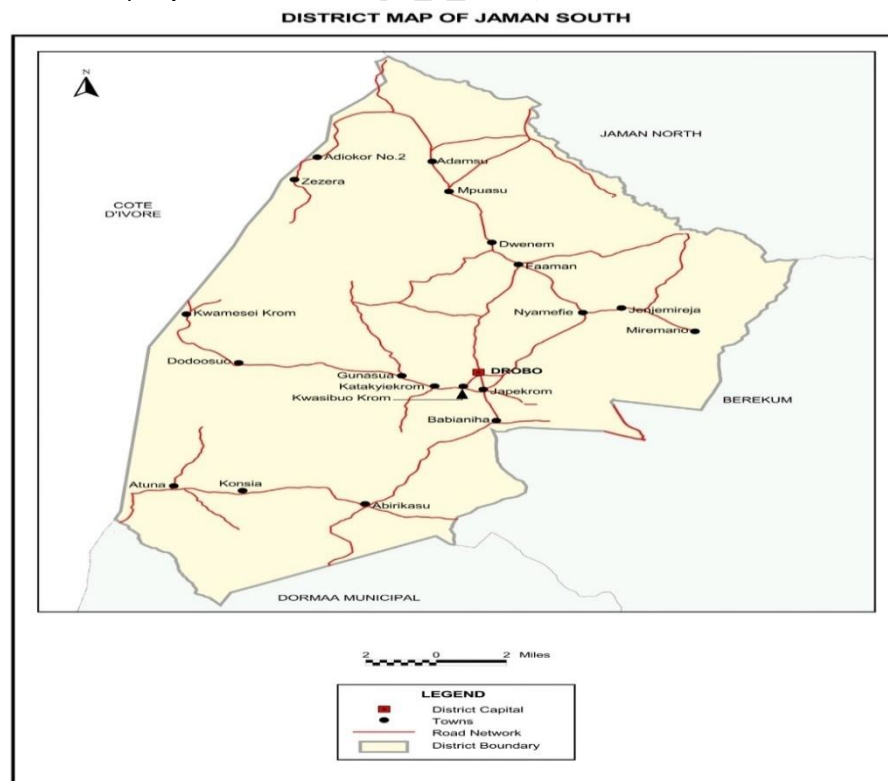 DISTRICT MAP OF JAMAN SOUTH
N
JAMAN NORTH
Adiokor No.2
Adamsu
Zezera
Mpuasu
COTE
D'IVORE
Dwenem
Faaman
Kwamesei Krom
Nyamefie
Jenjemireja
Miremano
Dodoosuo
Gunasua
DROBO
Katakyiekrom
Japekrom
Kwasibuo Krom
BEREKUM
Babianiha
Atuna
Konsia
Abirikasu
DORMAA MUNICIPAL
2 0 2 Miles
LEGEND
District Capital
Towns
Road Network
District Boundary